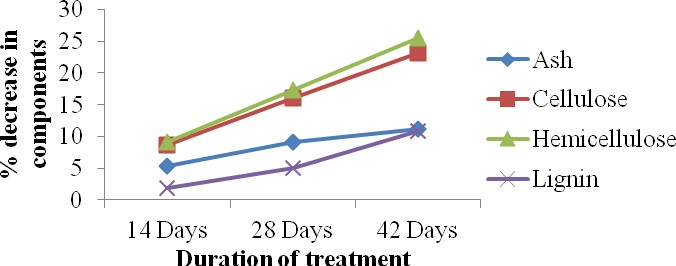 % decrease in
components
30
25
20
15
10
5
0
14 Days
28 Days
42 Days
Duration of treatment
Ash
Cellulose
Hemicellulose
Lignin